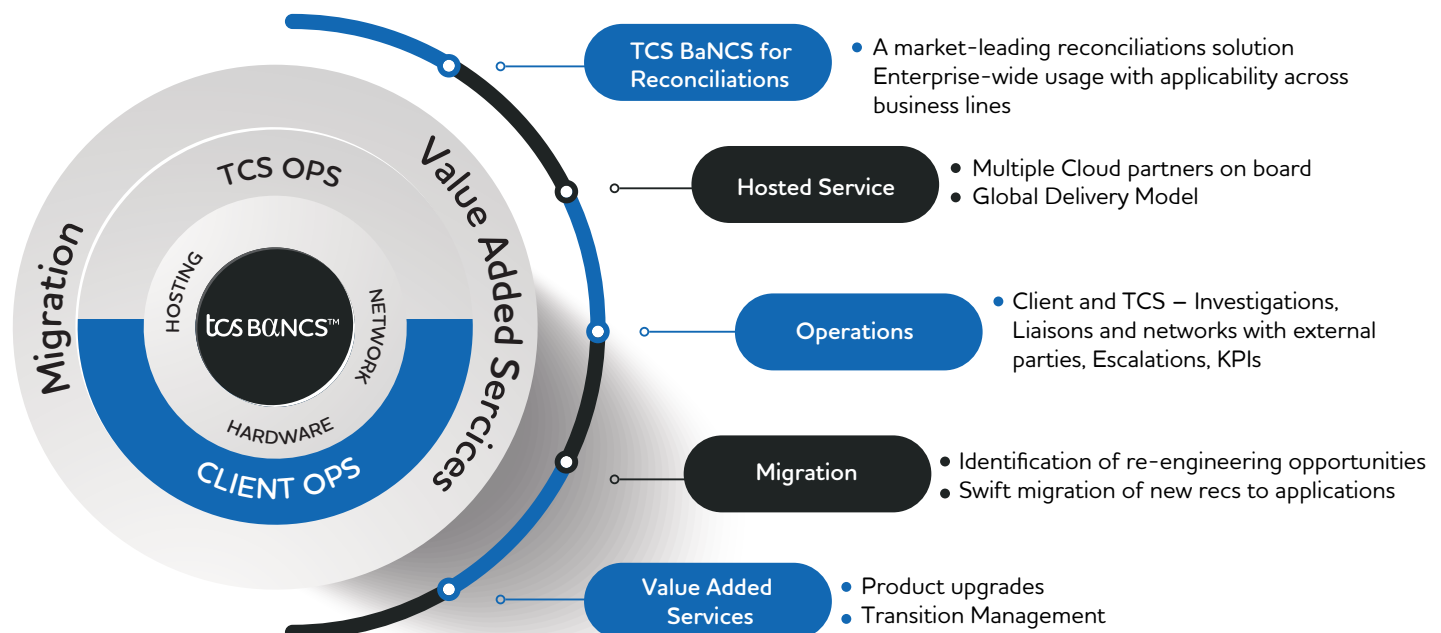 Migration
Value Added Sercices
TCS OPS
HOSTING
NETWORK
HARDWARE
tcs BαNCS™
CLIENT OPS
TCS BaNCS for
Reconciliations
• A market-leading reconciliations solution
Enterprise-wide usage with applicability across
business lines
Hosted Service
• Multiple Cloud partners on board
• Global Delivery Model
Operations
• Client and TCS – Investigations,
Liaisons and networks with external
parties, Escalations, KPIs
Migration
• Identification of re-engineering opportunities
• Swift migration of new recs to applications
Value Added
Services
• Product upgrades
• Transition Management